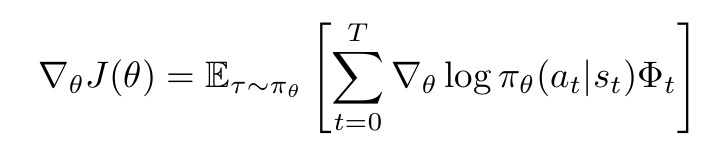 ∇_θ J(θ) = 𝔼_{τ∼π_θ} [ ∑_{t=0}^{T} ∇_θ log π_θ(a_t|s_t)Φ_t ]